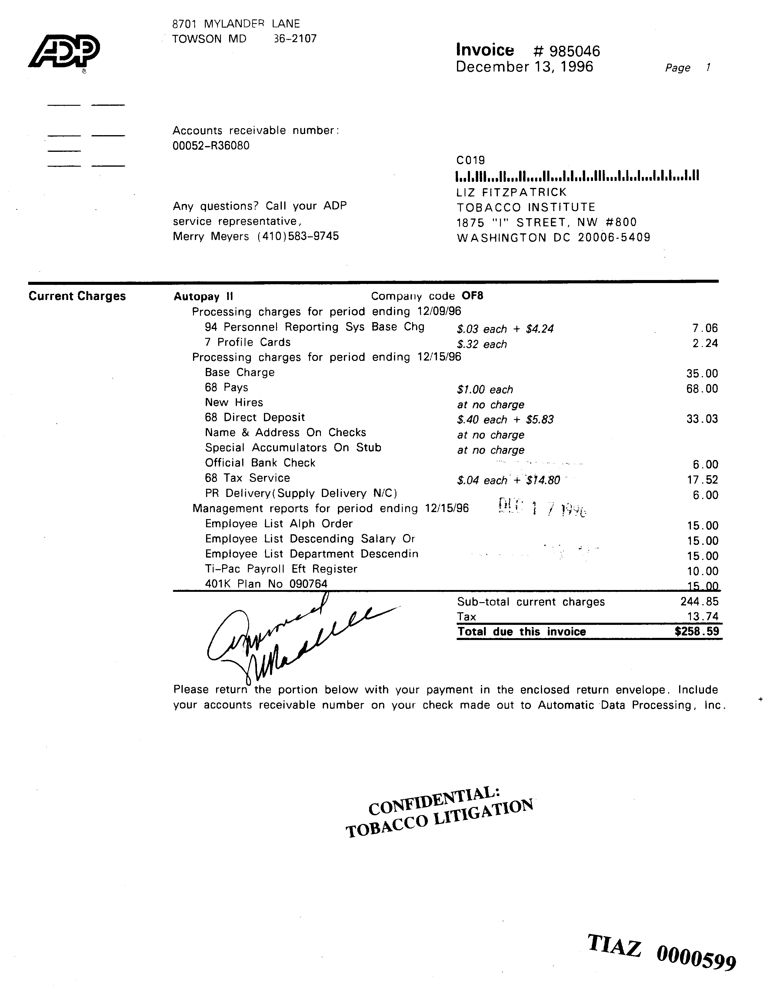 ADP
8701 MYLANDER LANE
TOWSON MD 36-2107
Invoice # 985046
December 13, 1996 Page 1
Accounts receivable number:
00052-R36080
C019
LIZ FITZPATRICK
TOBACCO INSTITUTE
1875 "I" STREET, NW #800
WASHINGTON DC 20006-5409
Any questions? Call your ADP
service representative,
Merry Meyers (410)583-9745
Current Charges Autopay II Company code OF8
Processing charges for period ending 12/09/96
94 Personnel Reporting Sys Base Chg $.03 each + $4.24 7.06
7 Profile Cards $.32 each 2.24
Processing charges for period ending 12/15/96
Base Charge 35.00
68 Pays $1.00 each 68.00
New Hires at no charge
68 Direct Deposit $.40 each + $5.83 33.03
Name & Address On Checks at no charge
Special Accumulators On Stub at no charge
Official Bank Check 6.00
68 Tax Service $.04 each + $14.80 17.52
PR Delivery(Supply Delivery N/C) 6.00
Management reports for period ending 12/15/96
DEC 17 1996
Employee List Alph Order 15.00
Employee List Descending Salary Or 15.00
Employee List Department Descendin 15.00
Ti-Pac Payroll Eft Register 10.00
401K Plan No 090764 15.00
Sub-total current charges 244.85
Tax 13.74
Total due this invoice $258.59
Approved
Please return the portion below with your payment in the enclosed return envelope. Include
your accounts receivable number on your check made out to Automatic Data Processing, Inc.
CONFIDENTIAL:
TOBACCO LITIGATION
TIAZ 0000599